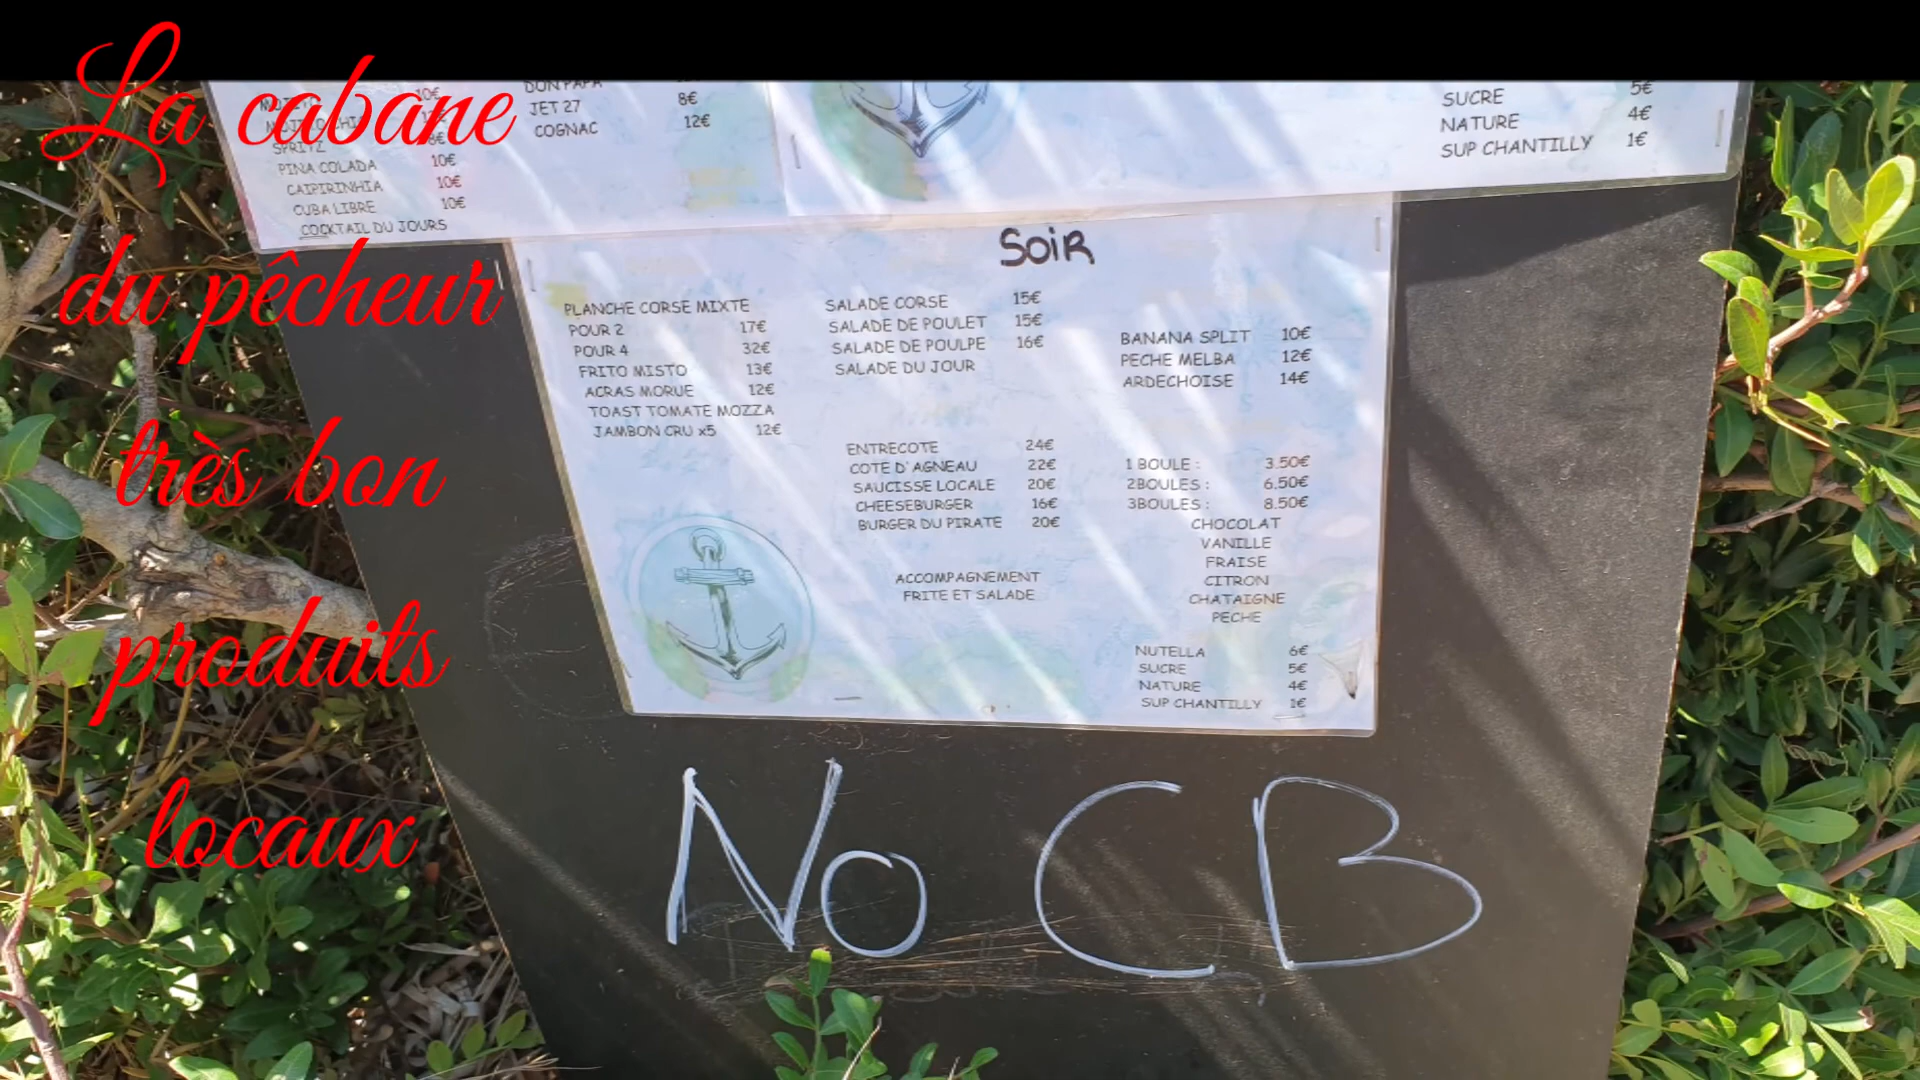 La cabane
du pêcheur
très bon
produits
locaux
10€
SPRITZ 8€
PINA COLADA 10€
CAIPIRINHIA 10€
CUBA LIBRE 10€
COCKTAIL DU JOURS
DON PAPA
JET 27 8€
COGNAC 12€
5€
SUCRE 4€
NATURE
SUP CHANTILLY 1€
SOIR
PLANCHE CORSE MIXTE
POUR 2 17€
POUR 4 32€
FRITO MISTO 13€
ACRAS MORUE 12€
TOAST TOMATE MOZZA
JAMBON CRU x5 12€
SALADE CORSE 15€
SALADE DE POULET 15€
SALADE DE POULPE 16€
SALADE DU JOUR
ENTRECOTE 24€
COTE D'AGNEAU 22€
SAUCISSE LOCALE 20€
CHEESEBURGER 16€
BURGER DU PIRATE 20€
ACCOMPAGNEMENT
FRITE ET SALADE
BANANA SPLIT 10€
PECHE MELBA 12€
ARDECHOISE 14€
1 BOULE : 3.50€
2BOULES : 6.50€
3BOULES : 8.50€
CHOCOLAT
VANILLE
FRAISE
CITRON
CHATAIGNE
PECHE
NUTELLA 6€
SUCRE 5€
NATURE 4€
SUP CHANTILLY 1€
No CB